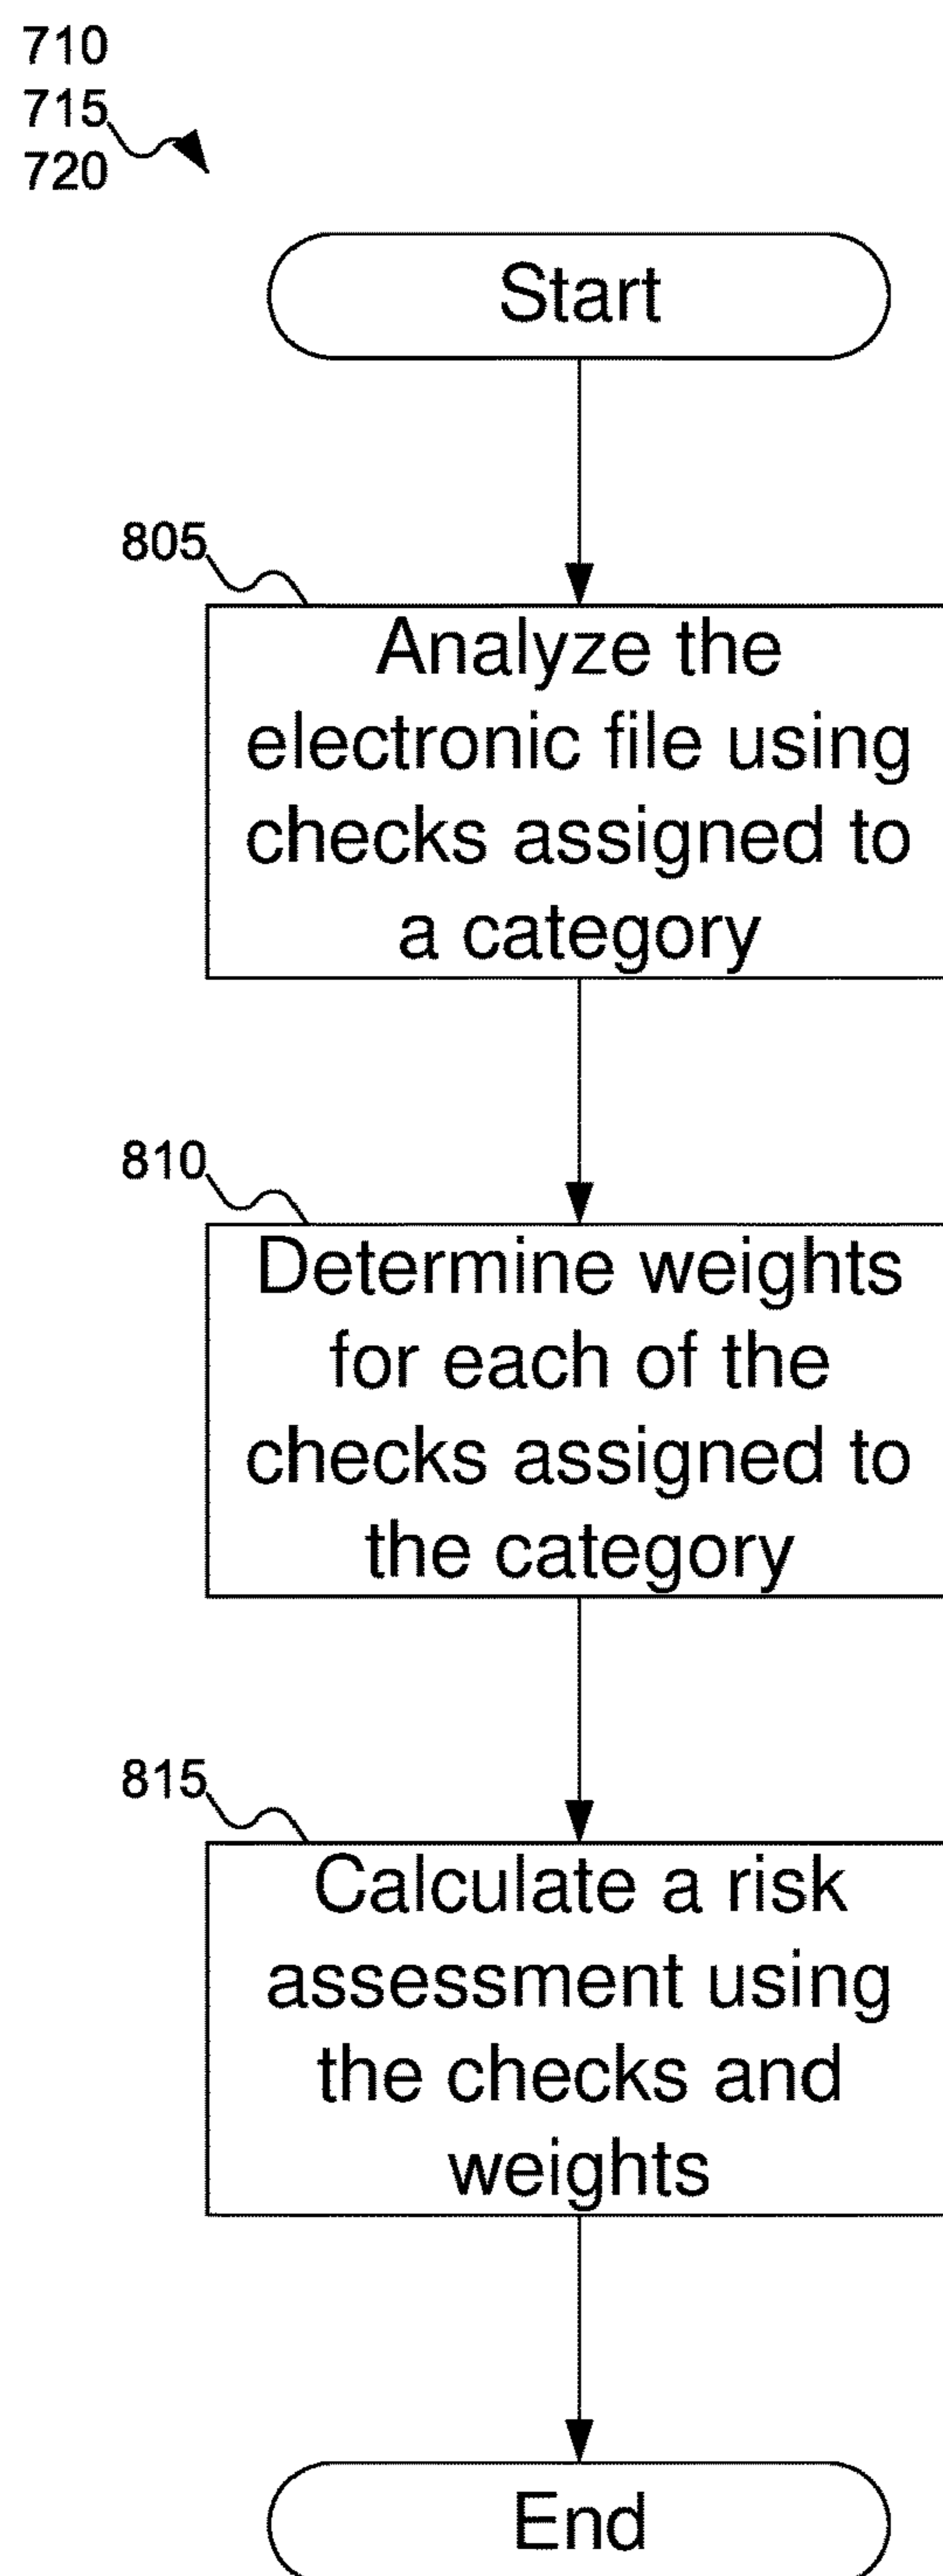 710
715
720
Start
805
Analyze the
electronic file using
checks assigned to
a category
810
Determine weights
for each of the
checks assigned to
the category
815
Calculate a risk
assessment using
the checks and
weights
End